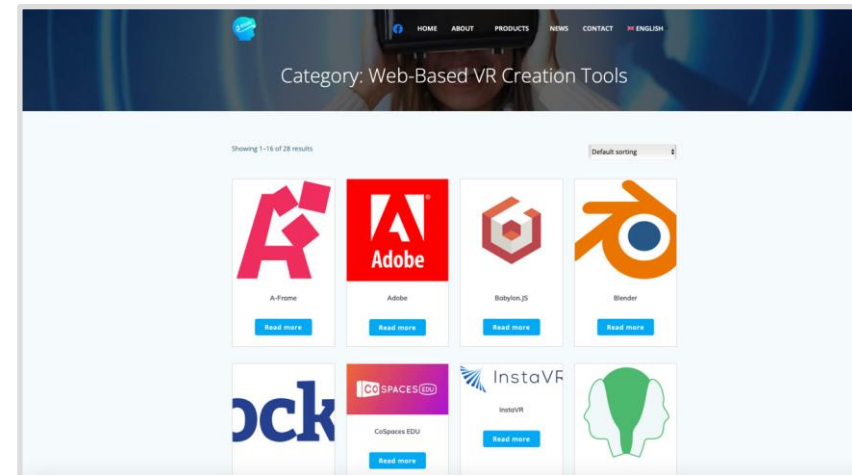 HOME ABOUT PRODUCTS NEWS CONTACT ENGLISH
Category: Web-Based VR Creation Tools
Showing 1–16 of 28 results
Default sorting
A
Adobe
A-Frame
Adobe
Babylon.JS
Blender
Read more
Read more
Read more
Read more
ock
CO SPACES EDU
InstaVR
CoSpaces EDU
InstaVR
Read more
Read more